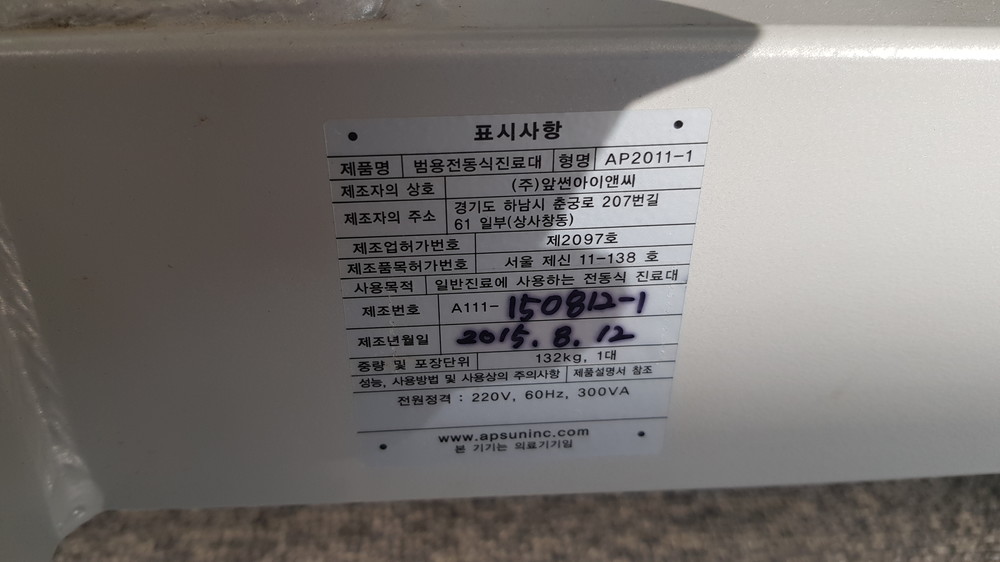 표시사항
제품명 범용전동식진료대 형명 AP2011-1
제조자의 상호 (주)앞썬아이앤씨
제조자의 주소 경기도 하남시 춘궁로 207번길
61 일부(상사창동)
제조업허가번호 제2097호
제조품목허가번호 서울 제신 11-138 호
사용목적 일반진료에 사용하는 전동식 진료대
제조번호 A111-150812-1
제조년월일 2015.8.12
중량 및 포장단위 132kg, 1대
성능, 사용방법 및 사용상의 주의사항 제품설명서 참조
전원정격 : 220V, 60Hz, 300VA
www.apsuninc.com
본 기기는 의료기기임